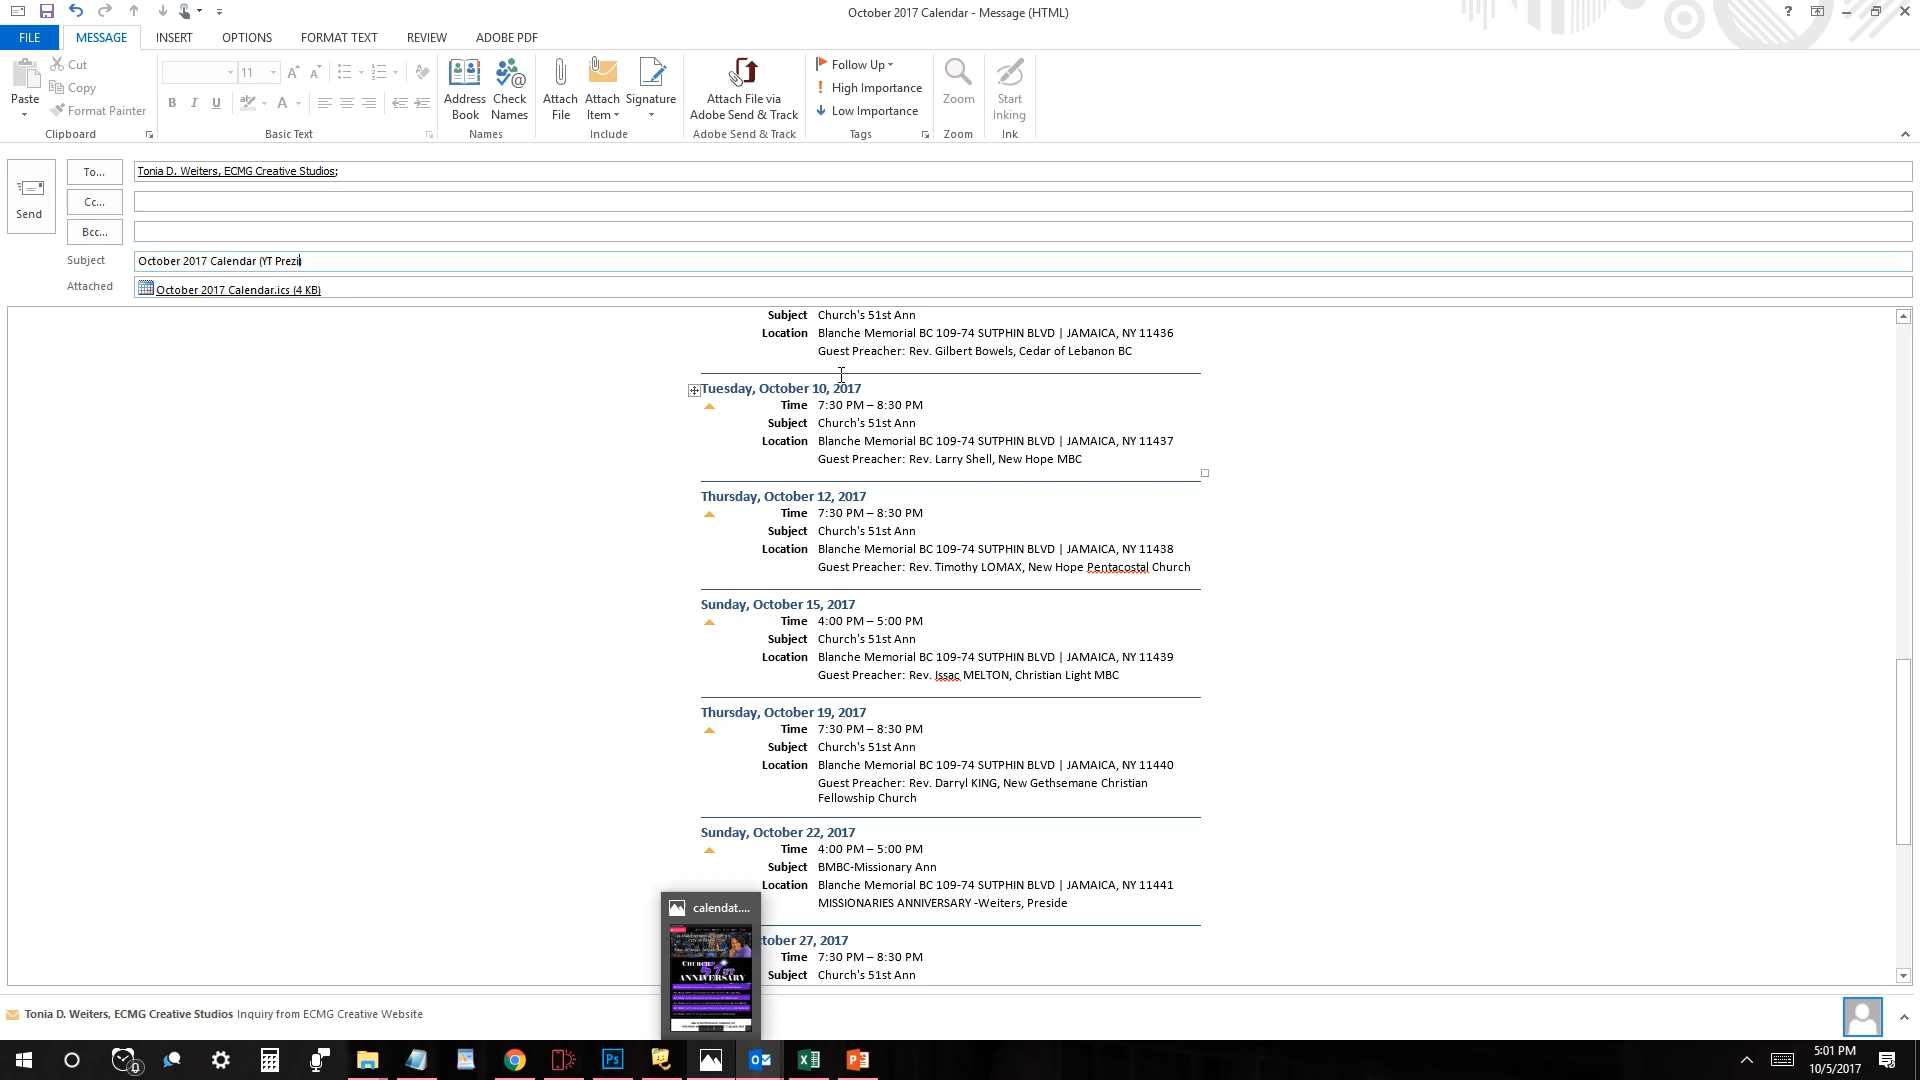 October 2017 Calendar - Message (HTML)
FILE MESSAGE INSERT OPTIONS FORMAT TEXT REVIEW ADOBE PDF
Paste
Cut
Copy
Format Painter
Clipboard
11
B I U
Basic Text
Address Book
Check Names
Names
Attach File
Attach Item
Signature
Include
Attach File via Adobe Send & Track
Adobe Send & Track
Follow Up
High Importance
Low Importance
Tags
Zoom
Zoom
Start Inking
Ink
Send
To...
Tonia D. Weiters, ECMG Creative Studios;
Cc...
Bcc...
Subject
October 2017 Calendar (YT Prezi
Attached
October 2017 Calendar.ics (4 KB)
Subject Church's 51st Ann
Location Blanche Memorial BC 109-74 SUTPHIN BLVD | JAMAICA, NY 11436
Guest Preacher: Rev. Gilbert Bowels, Cedar of Lebanon BC
Tuesday, October 10, 2017
Time 7:30 PM – 8:30 PM
Subject Church's 51st Ann
Location Blanche Memorial BC 109-74 SUTPHIN BLVD | JAMAICA, NY 11437
Guest Preacher: Rev. Larry Shell, New Hope MBC
Thursday, October 12, 2017
Time 7:30 PM – 8:30 PM
Subject Church's 51st Ann
Location Blanche Memorial BC 109-74 SUTPHIN BLVD | JAMAICA, NY 11438
Guest Preacher: Rev. Timothy LOMAX, New Hope Pentacostal Church
Sunday, October 15, 2017
Time 4:00 PM – 5:00 PM
Subject Church's 51st Ann
Location Blanche Memorial BC 109-74 SUTPHIN BLVD | JAMAICA, NY 11439
Guest Preacher: Rev. Issac MELTON, Christian Light MBC
Thursday, October 19, 2017
Time 7:30 PM – 8:30 PM
Subject Church's 51st Ann
Location Blanche Memorial BC 109-74 SUTPHIN BLVD | JAMAICA, NY 11440
Guest Preacher: Rev. Darryl KING, New Gethsemane Christian
Fellowship Church
Sunday, October 22, 2017
Time 4:00 PM – 5:00 PM
Subject BMBC-Missionary Ann
Location Blanche Memorial BC 109-74 SUTPHIN BLVD | JAMAICA, NY 11441
MISSIONARIES ANNIVERSARY -Weiters, Preside
calendat....
CHURCH
51ST
ANNIVERSARY
tober 27, 2017
Time 7:30 PM – 8:30 PM
Subject Church's 51st Ann
Tonia D. Weiters, ECMG Creative Studios Inquiry from ECMG Creative Website
Ps
5:01 PM
10/5/2017